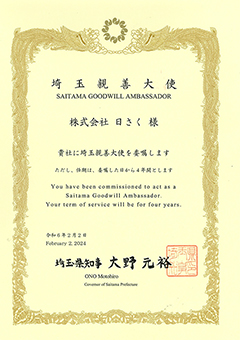 埼玉親善大使
SAITAMA GOODWILL AMBASSADOR
株式会社 日さく 様
貴社に埼玉親善大使を委嘱します
ただし、任期は、委嘱した日から4年間とします
You have been commissioned to act as a
Saitama Goodwill Ambassador.
Your term of service will be for four years.
令和6年2月2日
February 2, 2024
埼玉県知事 大野元裕
ONO Motohiro
Governor of Saitama Prefecture